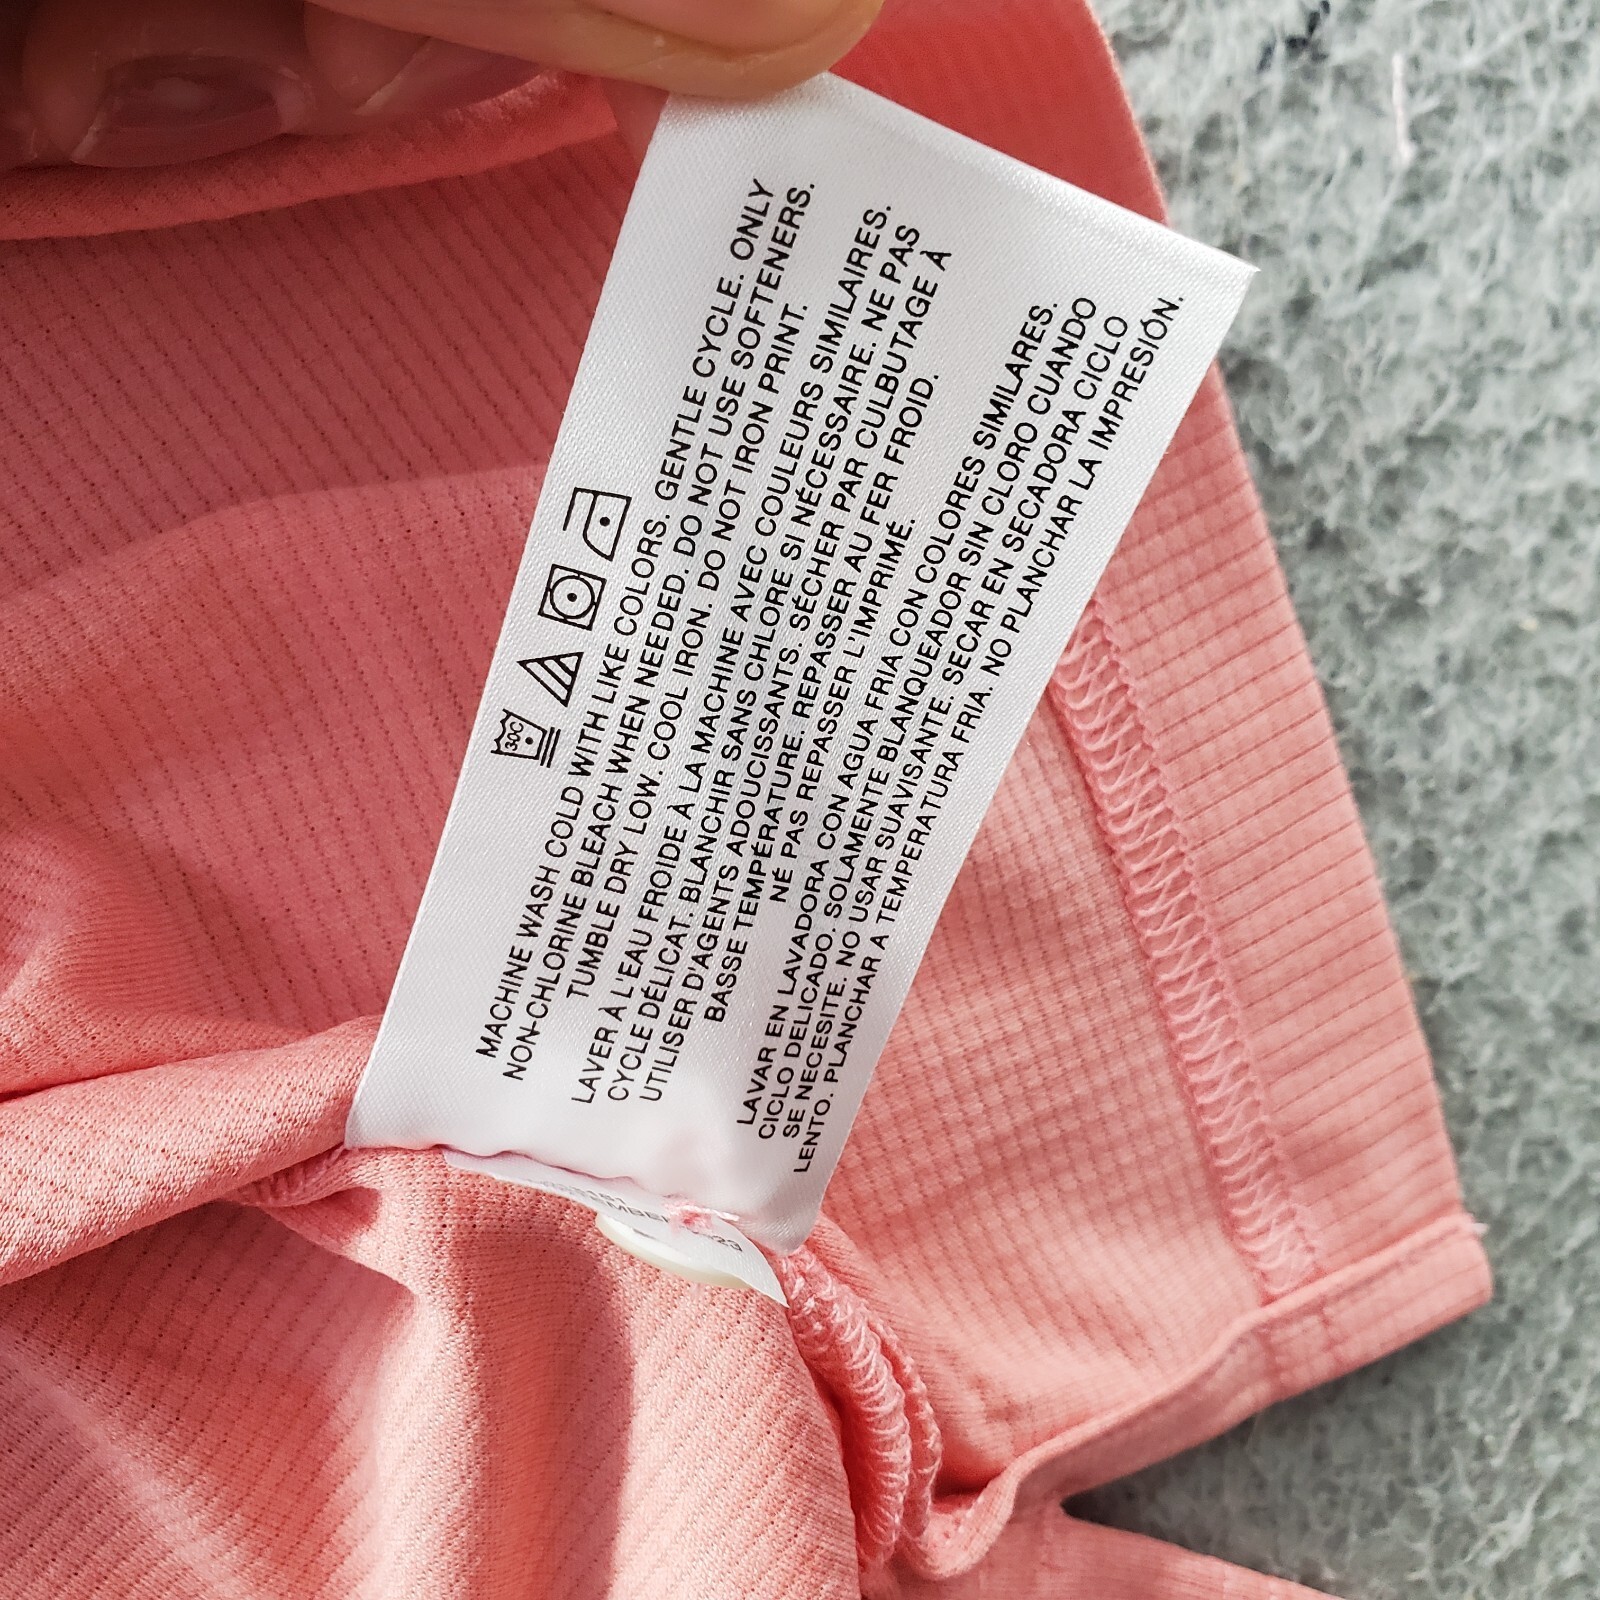 30C
MACHINE WASH COLD WITH LIKE COLORS. GENTLE CYCLE. ONLY
NON-CHLORINE BLEACH WHEN NEEDED. DO NOT USE SOFTENERS.
TUMBLE DRY LOW. COOL IRON. DO NOT IRON PRINT.
LAVER À L'EAU FROIDE À LA MACHINE AVEC COULEURS SIMILAIRES.
CYCLE DÉLICAT. BLANCHIR SANS CHLORE SI NÉCESSAIRE. NE PAS
UTILISER D'AGENTS ADOUCISSANTS. SÉCHER PAR CULBUTAGE À
BASSE TEMPÉRATURE. REPASSER AU FER FROID.
NÉ PAS REPASSER L'IMPRIMÉ.
LAVAR EN LAVADORA CON AGUA FRIA CON COLORES SIMILARES.
CICLO DELICADO. SOLAMENTE BLANQUEADOR SIN CLORO CUANDO
SE NECESITE. NO USAR SUAVISANTE. SECAR EN SECADORA CICLO
LENTO. PLANCHAR A TEMPERATURA FRIA. NO PLANCHAR LA IMPRESIÓN.